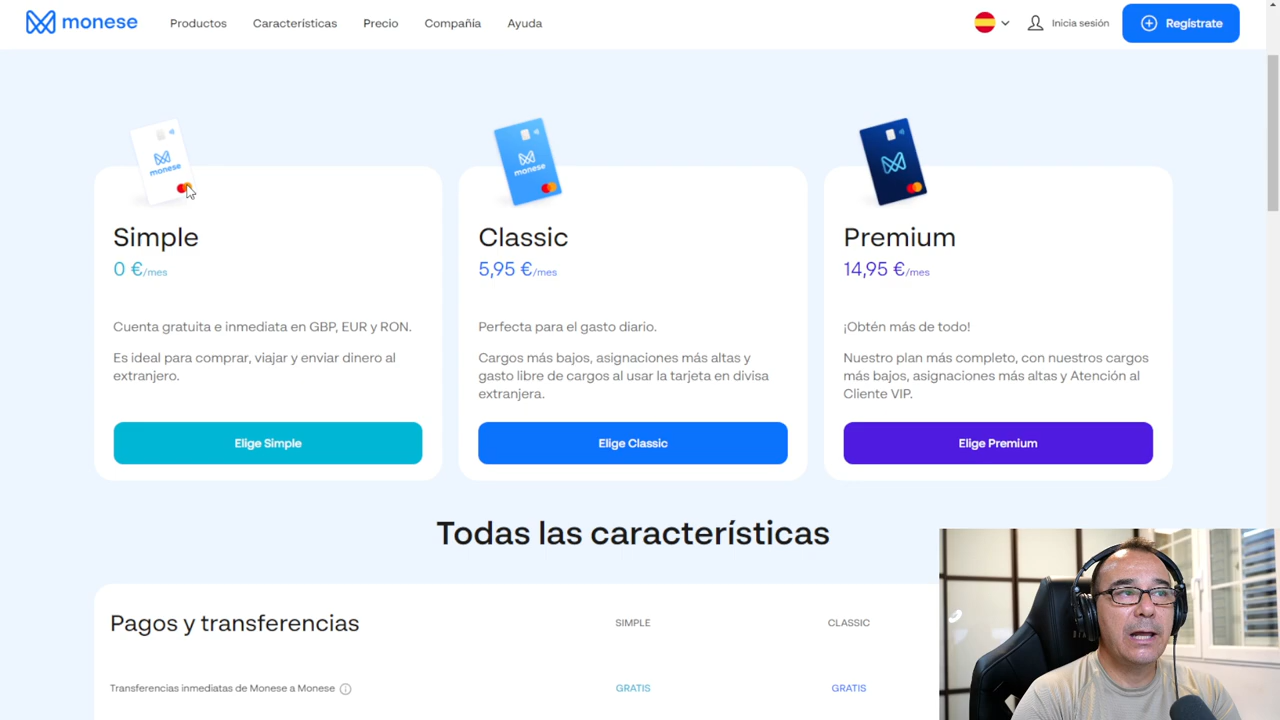 monese
Productos
Características
Precio
Compañia
Ayuda
Inicia sesión
Regístrate
monese
Simple
0 €/mes
Cuenta gratuita e inmediata en GBP, EUR y RON.
Es ideal para comprar, viajar y enviar dinero al
extranjero.
Elige Simple
monese
Classic
5,95 €/mes
Perfecta para el gasto diario.
Cargos más bajos, asignaciones más altas y
gasto libre de cargos al usar la tarjeta en divisa
extranjera.
Elige Classic
Premium
14,95 €/mes
¡Obtén más de todo!
Nuestro plan más completo, con nuestros cargos
más bajos, asignaciones más altas y Atención al
Cliente VIP.
Elige Premium
Todas las características
Pagos y transferencias
SIMPLE
CLASSIC
Transferencias inmediatas de Monese a Monese
GRATIS
GRATIS